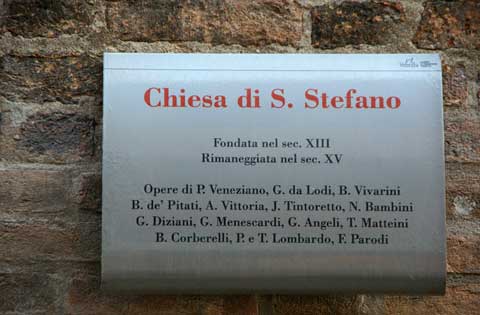 Chiesa di S. Stefano
Fondata nel sec. XIII
Rimaneggiata nel sec. XV
Opere di P. Veneziano, G. da Lodi, B. Vivarini
B. de' Pitati, A. Vittoria, J. Tintoretto, N. Bambini
G. Diziani, G. Menescardi, G. Angeli, T. Matteini
B. Corberelli, P. e T. Lombardo, F. Parodi